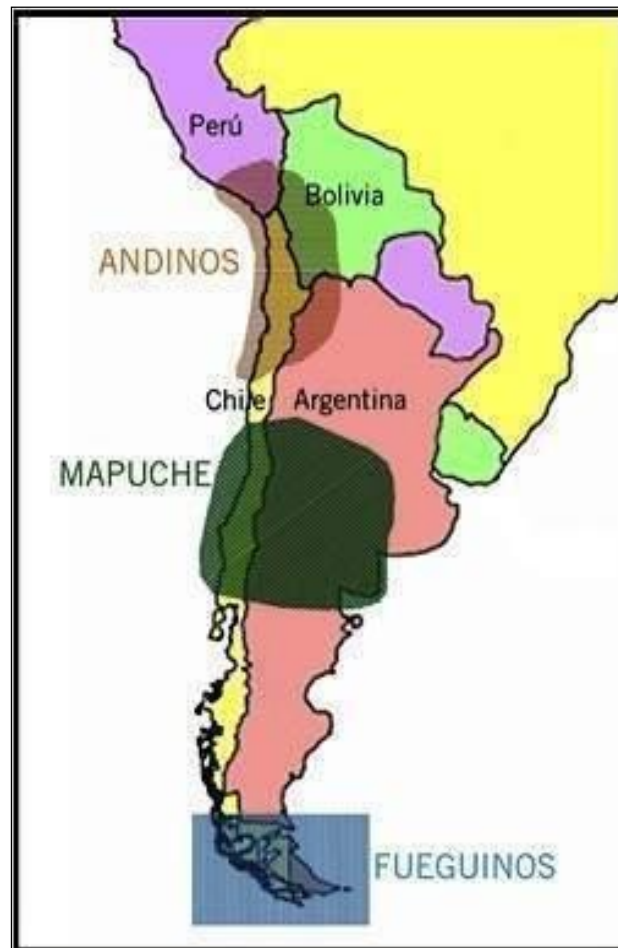 Perú
Bolivia
ANDINOS
Chile
Argentina
MAPUCHE
FUEGUINOS